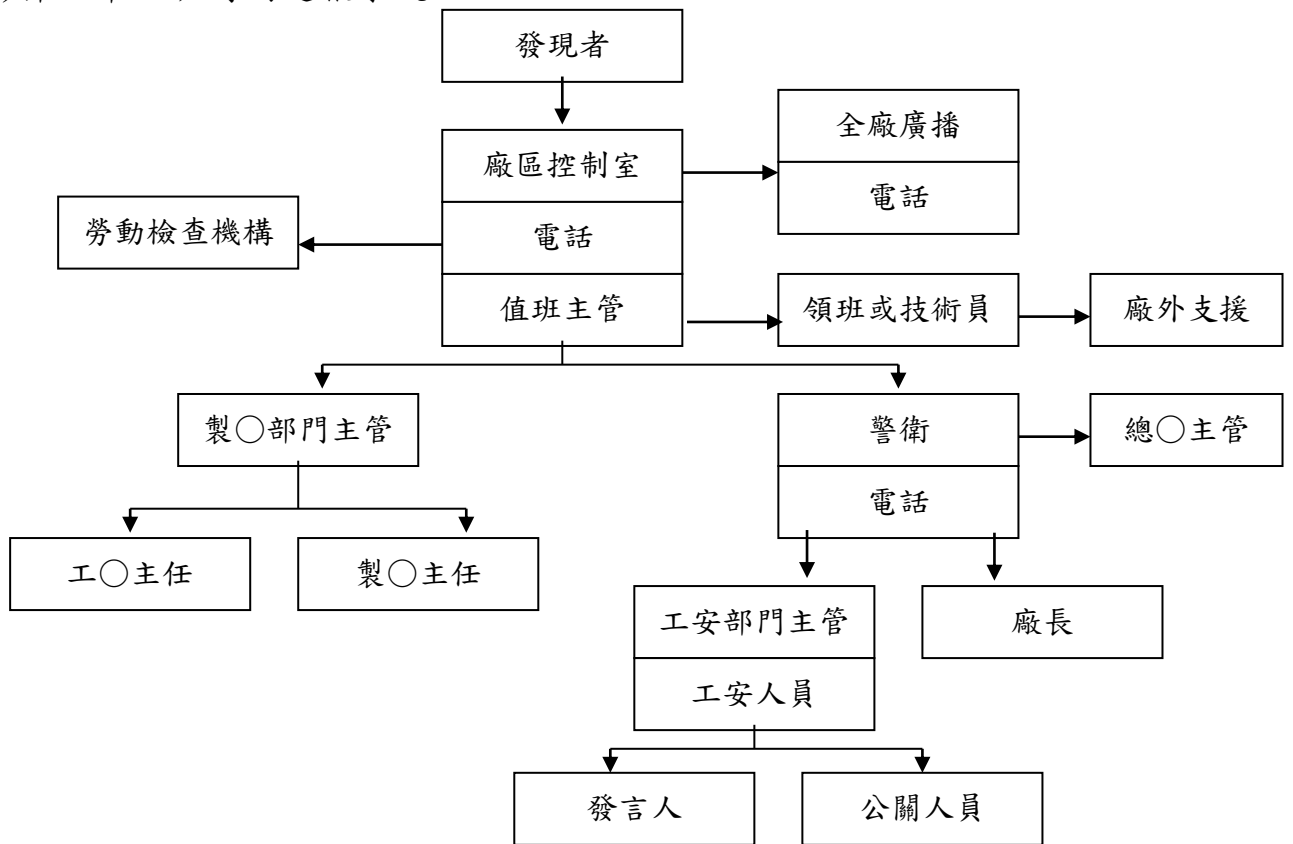 發現者
全廠廣播
廠區控制室
電話
勞動檢查機構
電話
值班主管
領班或技術員
廠外支援
製○部門主管
警衛
總○主管
電話
工○主任
製○主任
工安部門主管
廠長
工安人員
發言人
公關人員